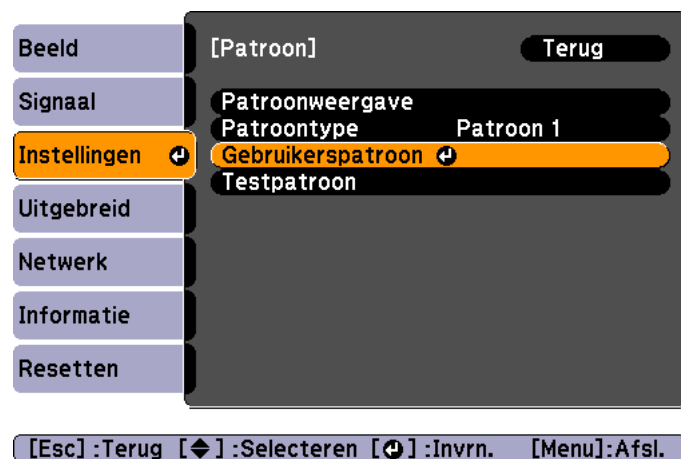 Beeld
Signaal
Instellingen
Uitgebreid
Netwerk
Informatie
Resetten
[Patroon] Terug
Patroonweergave
Patroontype Patroon 1
Gebruikerspatroon
Testpatroon
[Esc] :Terug [◆] :Selecteren [⏎] :Invrn. [Menu]:Afsl.